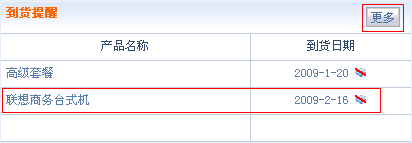 到货提醒 更多
产品名称 到货日期
高级套餐 2009-1-20
联想商务台式机 2009-2-16